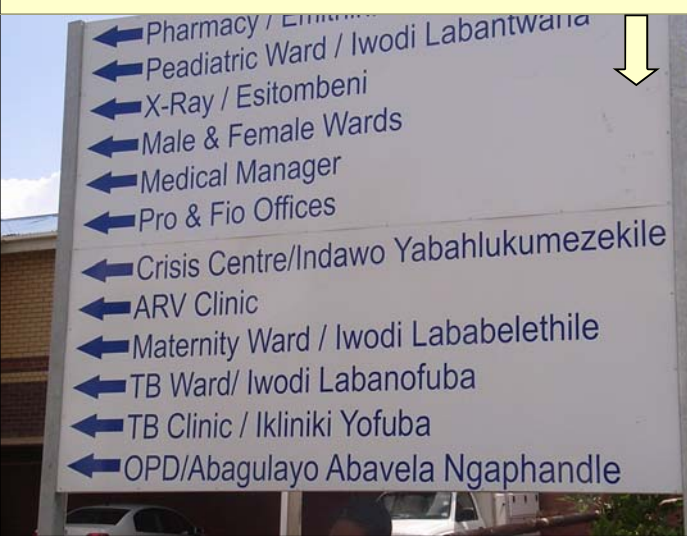 Pharmacy /
Peadiatric Ward / Iwodi Labantwana
X-Ray / Esitombeni
Male & Female Wards
Medical Manager
Pro & Fio Offices
Crisis Centre/Indawo Yabahlukumezekile
ARV Clinic
Maternity Ward / Iwodi Lababelethile
TB Ward/ Iwodi Labanofuba
TB Clinic / Ikliniki Yofuba
OPD/Abagulayo Abavela Ngaphandle